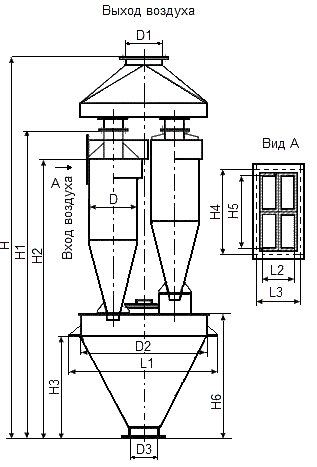 Выход воздуха
D1
Вид А
А
Вход воздуха
D
H
H1
H2
H4
H5
L2
L3
D2
L1
H3
H6
D3